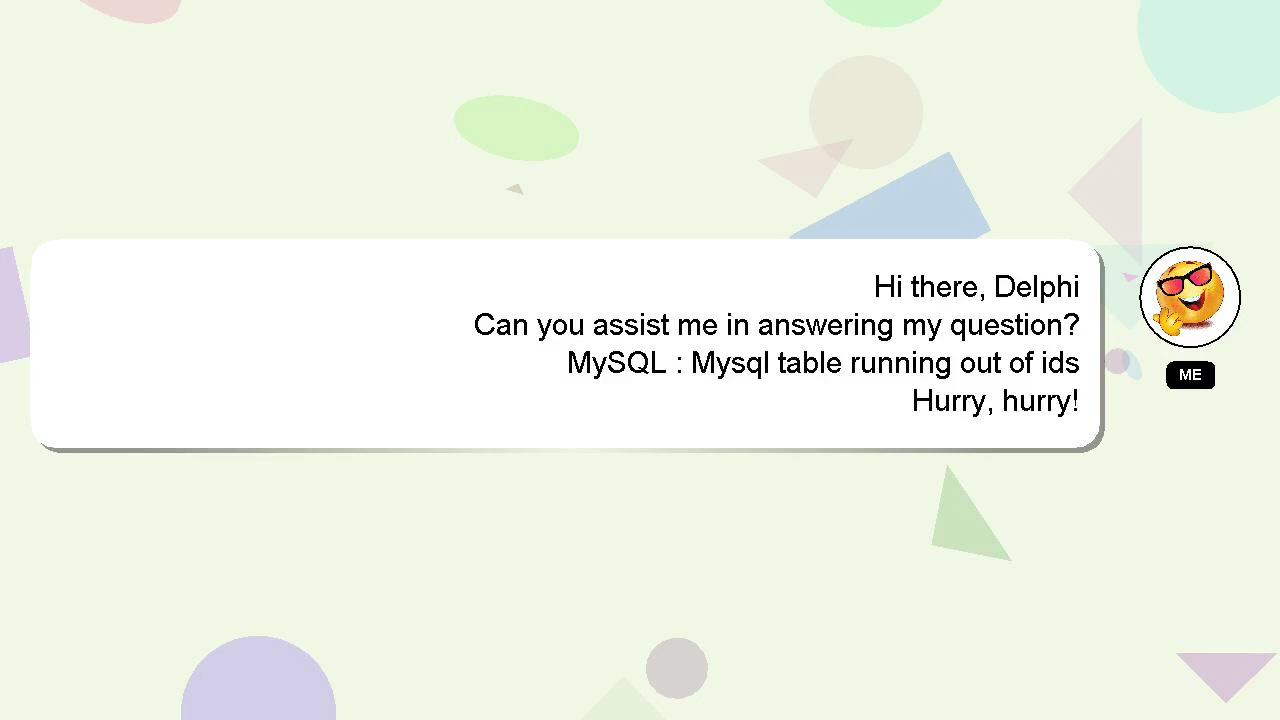 Hi there, Delphi
Can you assist me in answering my question?
MySQL : Mysql table running out of ids
Hurry, hurry!
ME